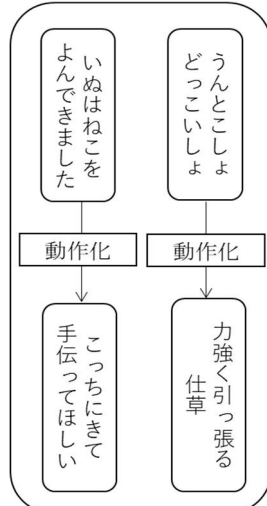 うんとこしょ
どっこいしょ
動作化
力強く引っ張る
仕草
いぬはねこを
よんできました
動作化
こっちにきて
手伝ってほしい